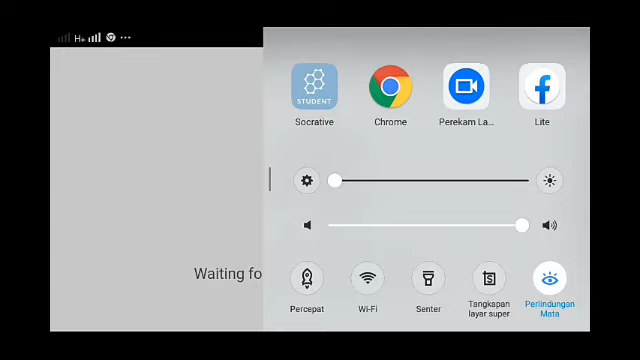 H+
STUDENT
Socrative
Chrome
Perekam La...
Lite
Waiting fo
Percepat
Wi-Fi
Senter
Tangkapan
layar super
Perlindungan
Mata